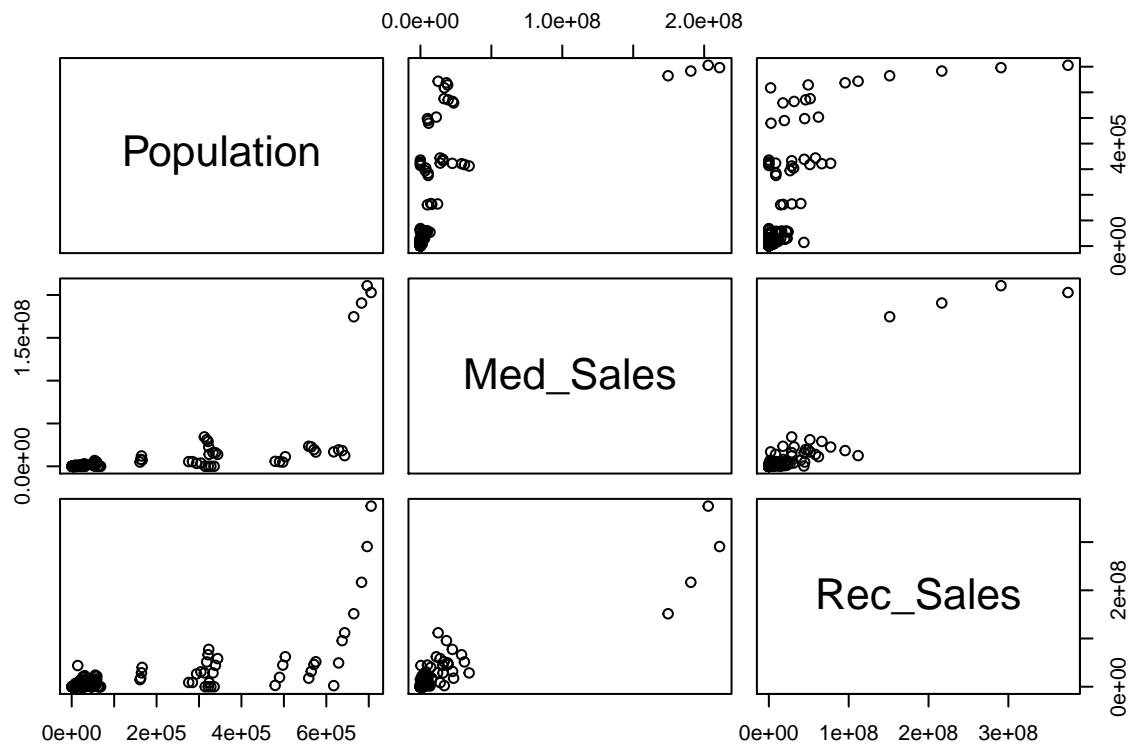 0.0e+00 1.0e+08 2.0e+08
Population
0e+00 4e+05
0.0e+00 1.5e+08
Med_Sales
Rec_Sales
0e+00 2e+08
0e+00 2e+05 4e+05 6e+05
0e+00 1e+08 2e+08 3e+08